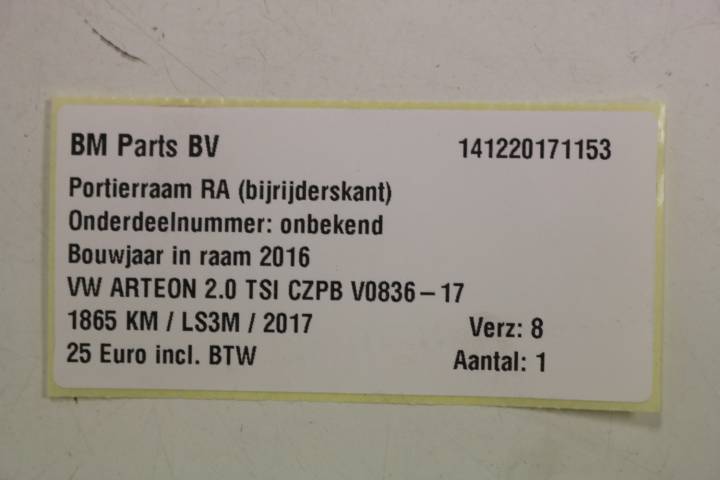 BM Parts BV 141220171153
Portierraam RA (bijrijderskant)
Onderdeelnummer: onbekend
Bouwjaar in raam 2016
VW ARTEON 2.0 TSI CZPB V0836-17
1865 KM / LS3M / 2017 Verz: 8
25 Euro incl. BTW Aantal: 1